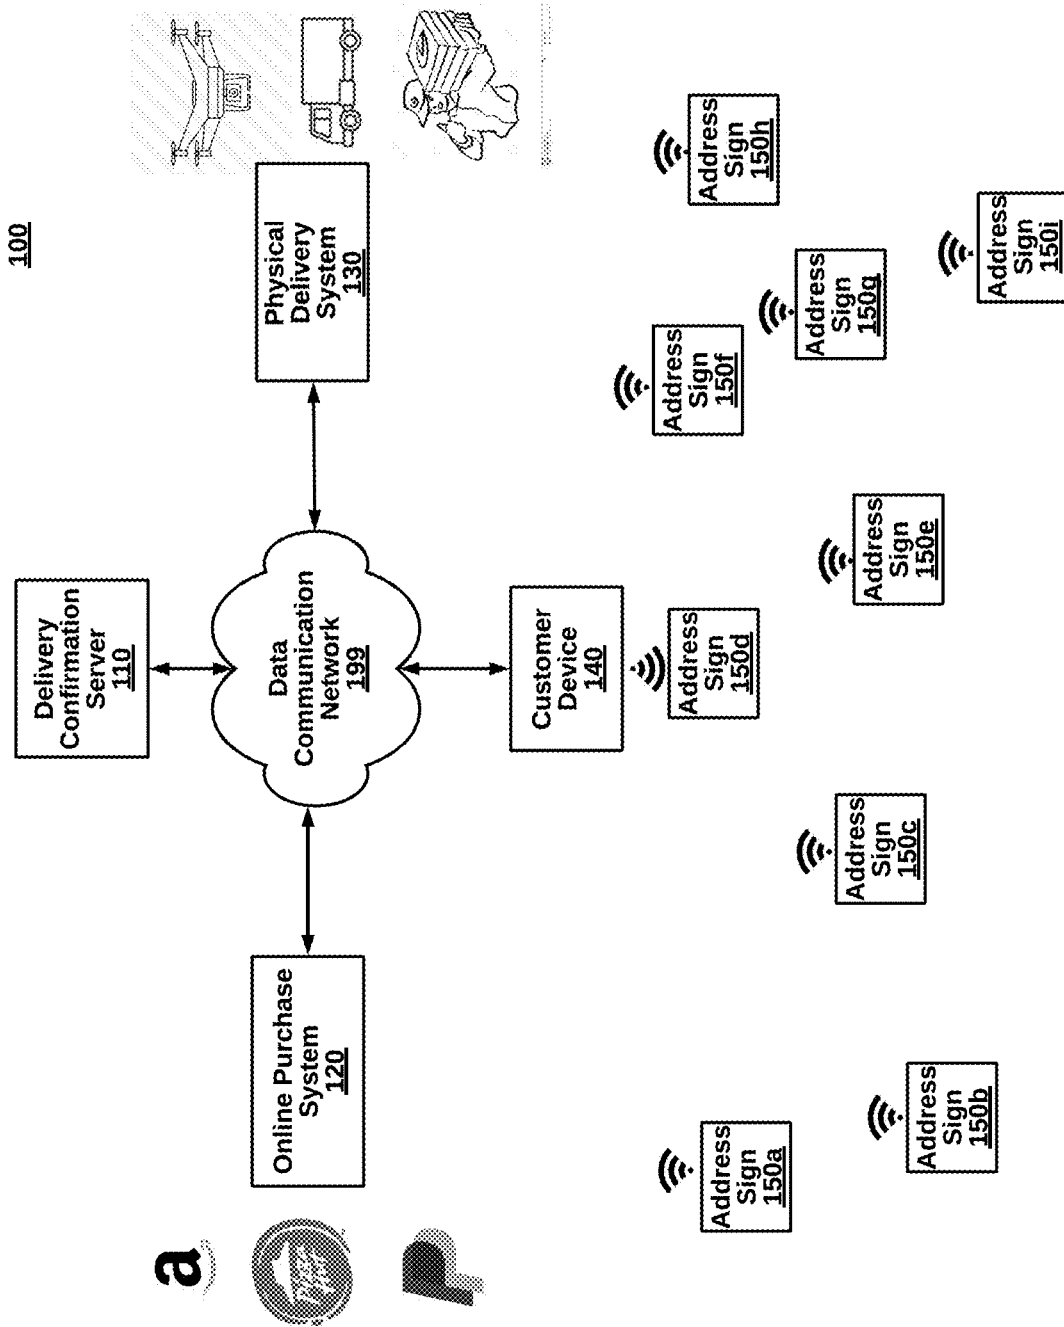 100
Delivery
Confirmation
Server
110
Online Purchase
System
120
Data
Communication
Network
199
Physical
Delivery
System
130
Customer
Device
140
a
Pizza
Hut
P
Address
Sign
150a
Address
Sign
150b
Address
Sign
150c
Address
Sign
150d
Address
Sign
150e
Address
Sign
150f
Address
Sign
150g
Address
Sign
150h
Address
Sign
150i